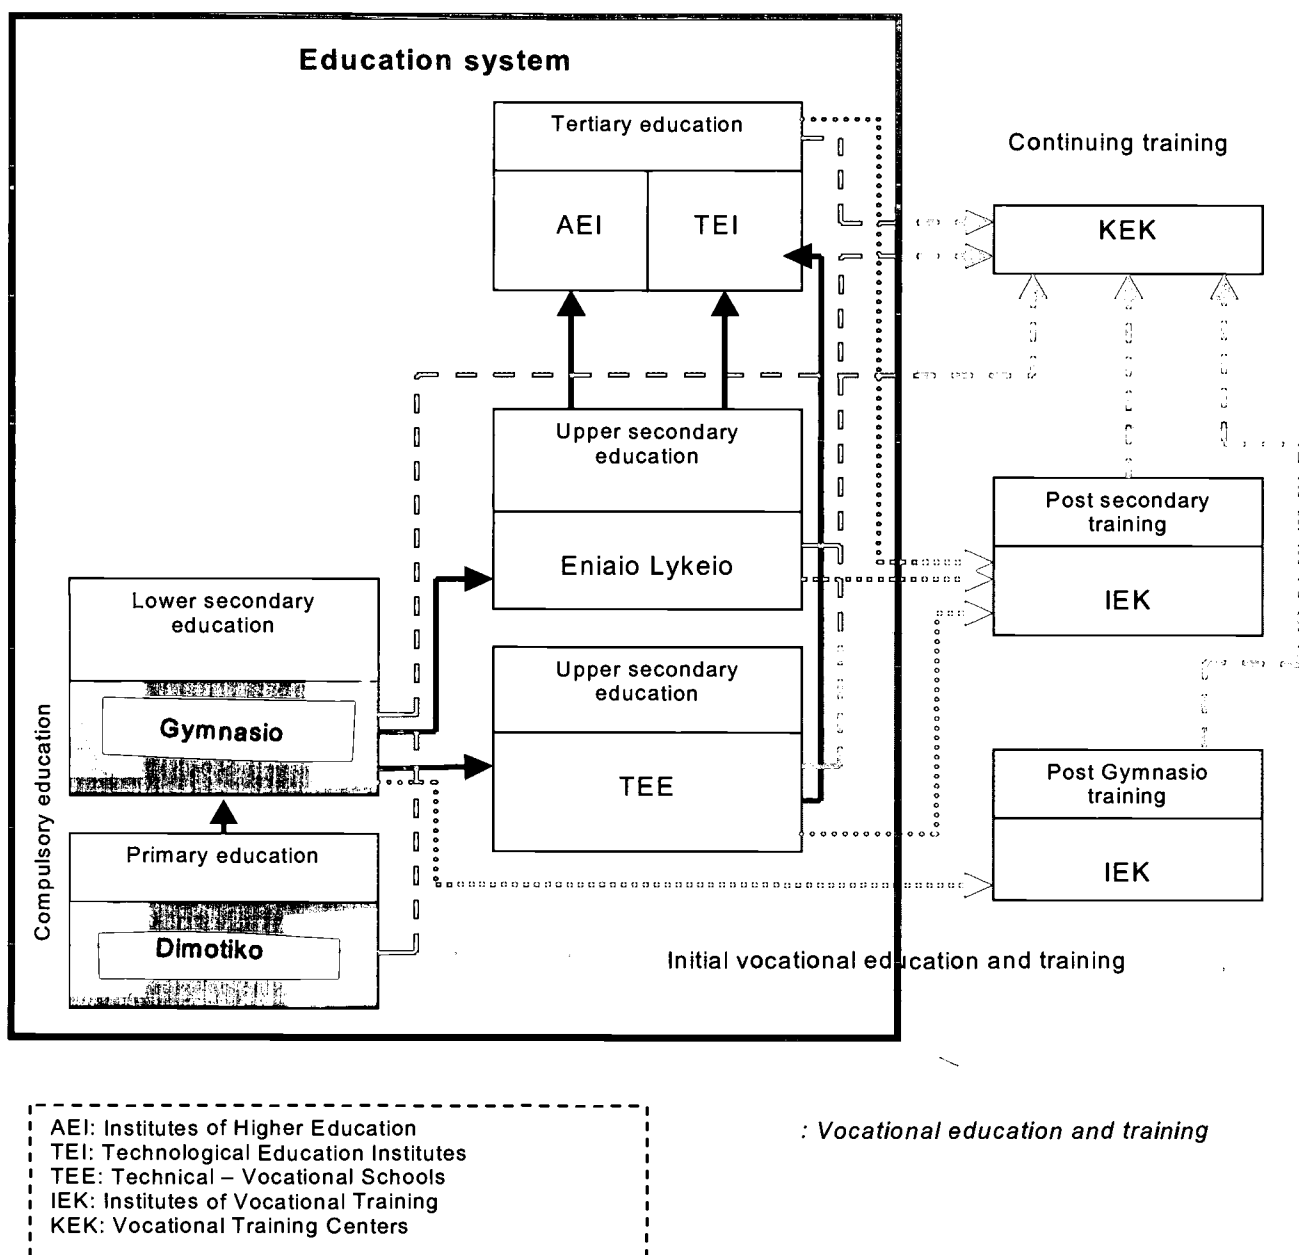 Education system
Tertiary education
AEI
TEI
Continuing training
KEK
Upper secondary
education
Eniaio Lykeio
Post secondary
training
IEK
Lower secondary
education
Gymnasio
Upper secondary
education
TEE
Post Gymnasio
training
IEK
Compulsory education
Primary education
Dimotiko
Initial vocational education and training
AEI: Institutes of Higher Education
TEI: Technological Education Institutes
TEE: Technical – Vocational Schools
IEK: Institutes of Vocational Training
KEK: Vocational Training Centers
: Vocational education and training